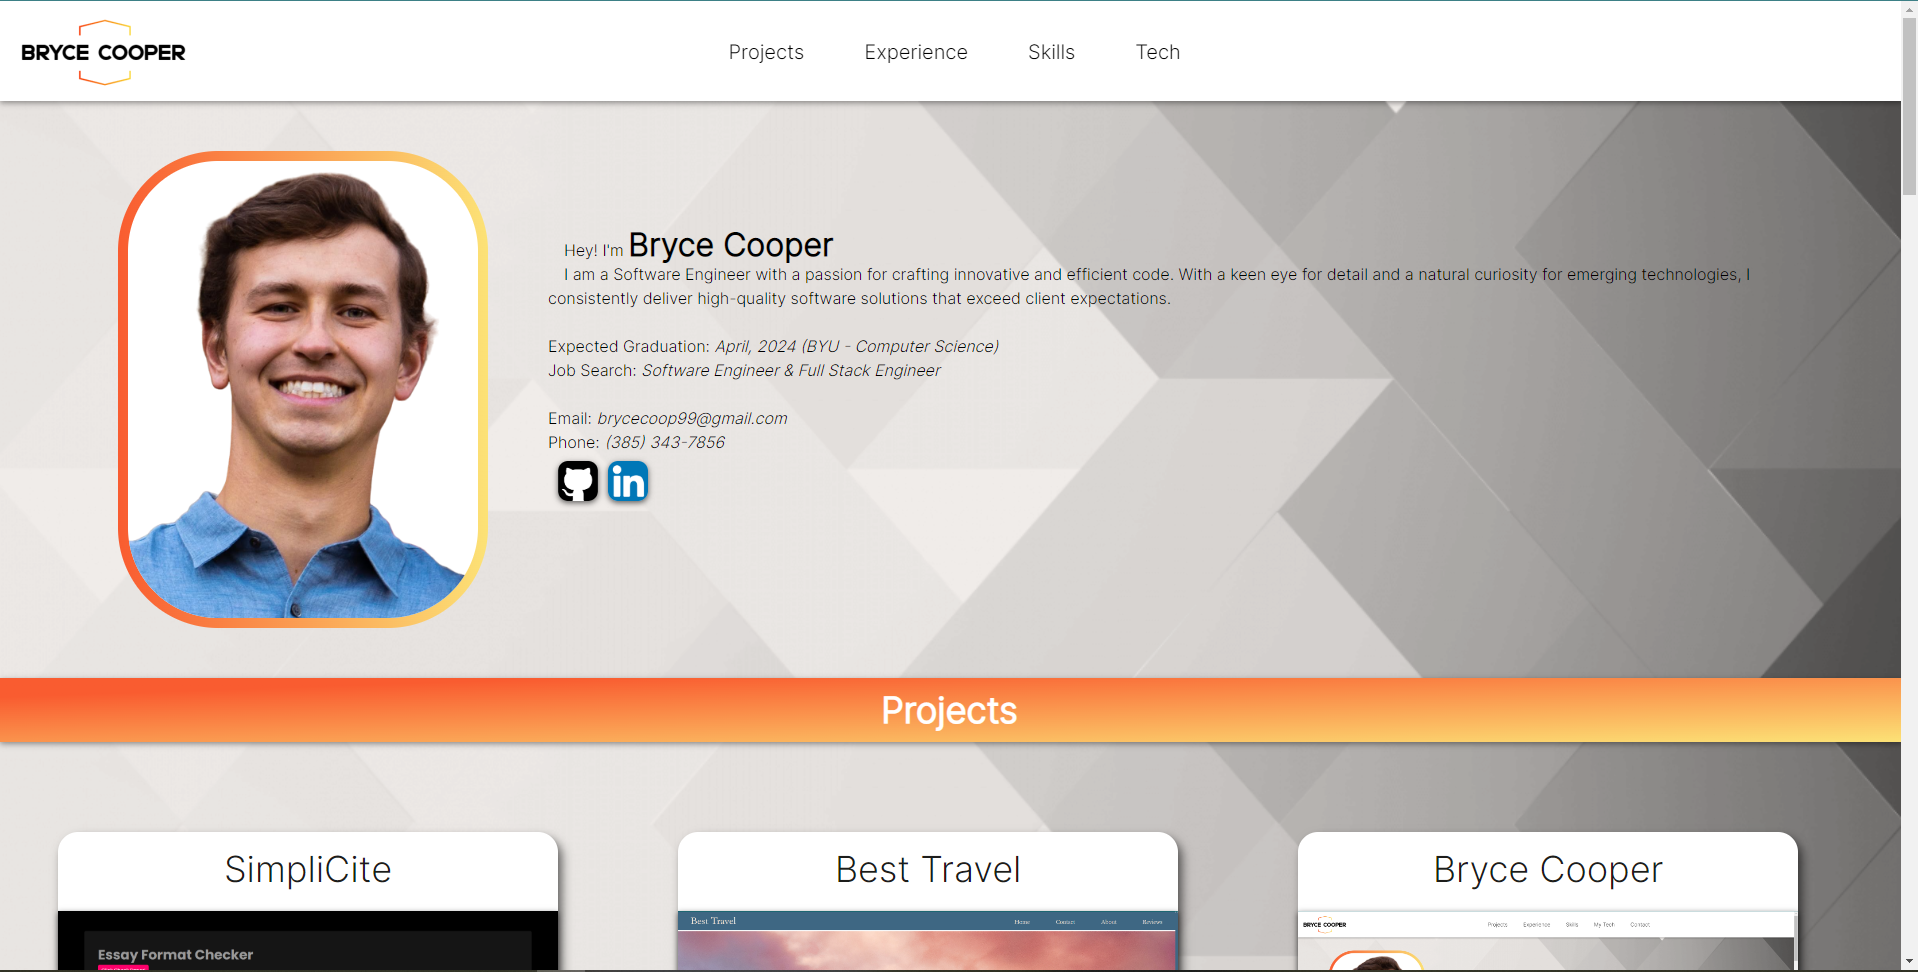 BRYCE COOPER
Projects Experience Skills Tech
Hey! I'm Bryce Cooper
I am a Software Engineer with a passion for crafting innovative and efficient code. With a keen eye for detail and a natural curiosity for emerging technologies, I
consistently deliver high-quality software solutions that exceed client expectations.
Expected Graduation: April, 2024 (BYU - Computer Science)
Job Search: Software Engineer & Full Stack Engineer
Email: brycecoop99@gmail.com
Phone: (385) 343-7856
in
Projects
SimpliCite
Best Travel
Bryce Cooper
Essay Format Checker
Best Travel Home Contact About Reviews
BRYCE COOPER Projects Experience Skills My Tech Contact